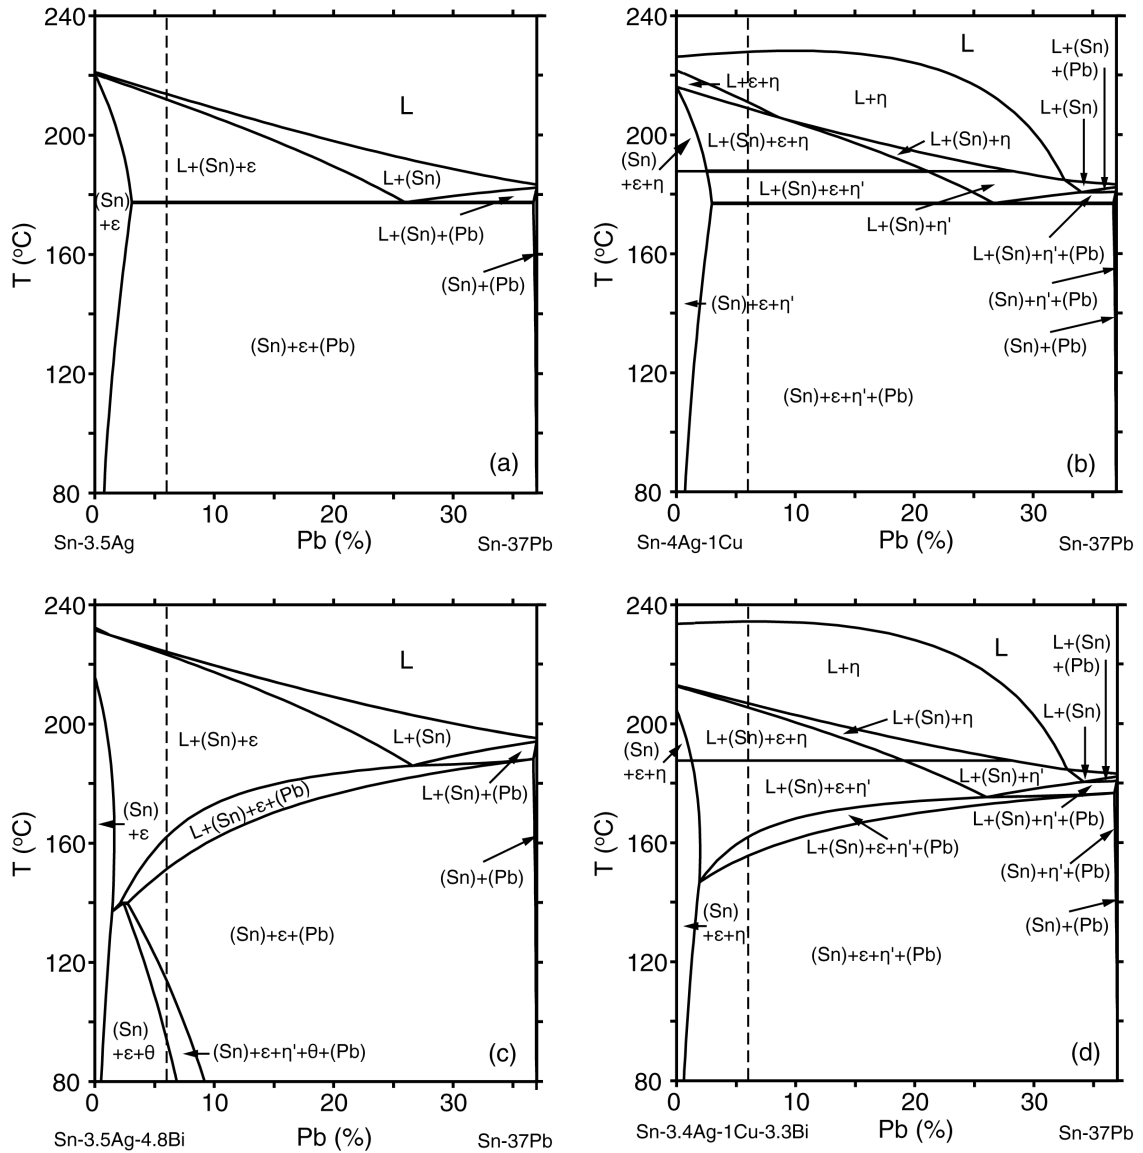 240
200
160
120
80
T (°C)
L
L+(Sn)+ε
L+(Sn)
(Sn)
+ε
L+(Sn)+(Pb)
(Sn)+(Pb)
(Sn)+ε+(Pb)
(a)
0 10 20 30
Sn-3.5Ag
Pb (%)
Sn-37Pb
240
200
160
120
80
T (°C)
L
L+(Sn)
+(Pb)
L+ε+η
L+η
L+(Sn)
L+(Sn)+ε+η
L+(Sn)+η
(Sn)
+ε+η
L+(Sn)+ε+η'
L+(Sn)+η'
L+(Sn)+η'+(Pb)
(Sn)+ε+η'
(Sn)+η'+(Pb)
(Sn)+(Pb)
(Sn)+ε+η'+(Pb)
(b)
0 10 20 30
Sn-4Ag-1Cu
Pb (%)
Sn-37Pb
240
200
160
120
80
T (°C)
L
L+(Sn)+ε
L+(Sn)
L+(Sn)+ε+(Pb)
L+(Sn)+(Pb)
(Sn)
+ε
(Sn)+(Pb)
(Sn)+ε+(Pb)
(Sn)
+ε+θ
(Sn)+ε+η'+θ+(Pb)
(c)
0 10 20 30
Sn-3.5Ag-4.8Bi
Pb (%)
Sn-37Pb
240
200
160
120
80
T (°C)
L
L+(Sn)
+(Pb)
L+η
L+(Sn)
L+(Sn)+η
L+(Sn)+ε+η
(Sn)
+ε+η
L+(Sn)+ε+η'
L+(Sn)+η'
L+(Sn)+η'+(Pb)
L+(Sn)+ε+η'+(Pb)
(Sn)+η'+(Pb)
(Sn)
+ε+η
(Sn)+(Pb)
(Sn)+ε+η'+(Pb)
(d)
0 10 20 30
Sn-3.4Ag-1Cu-3.3Bi
Pb (%)
Sn-37Pb